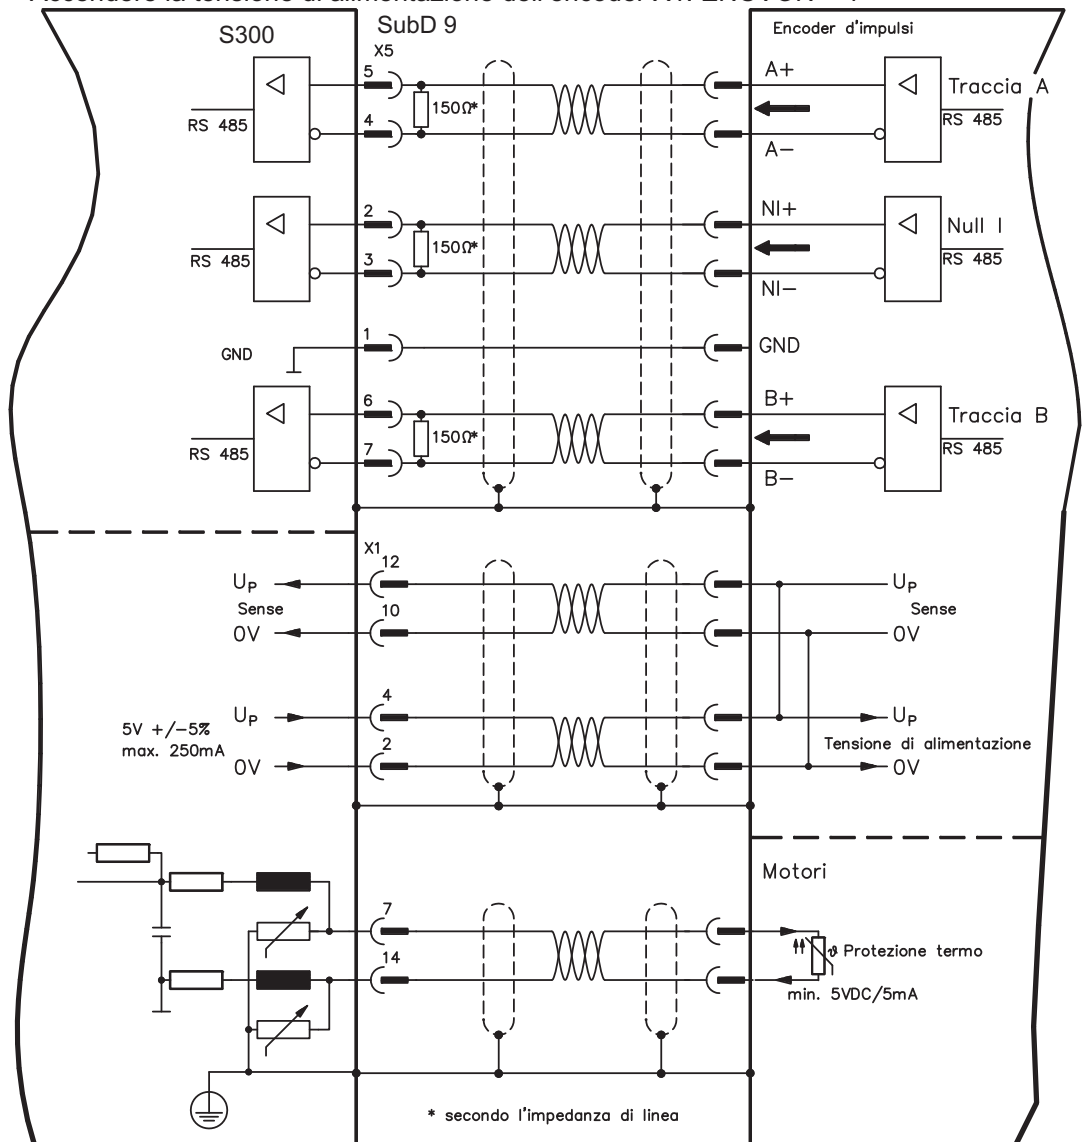 S300
SubD 9
Encoder d'impulsi
X5
5
A+
Traccia A
150Ω*
RS 485
RS 485
4
A−
2
NI+
Null I
150Ω*
RS 485
RS 485
3
NI−
1
GND
GND
6
B+
Traccia B
150Ω*
RS 485
RS 485
7
B−
X1
12
UP
UP
Sense
10
Sense
0V
0V
4
UP
UP
5V +/−5%
max. 250mA
2
Tensione di alimentazione
0V
0V
Motori
7
ϑ Protezione termo
14
min. 5VDC/5mA
* secondo l'impedanza di linea